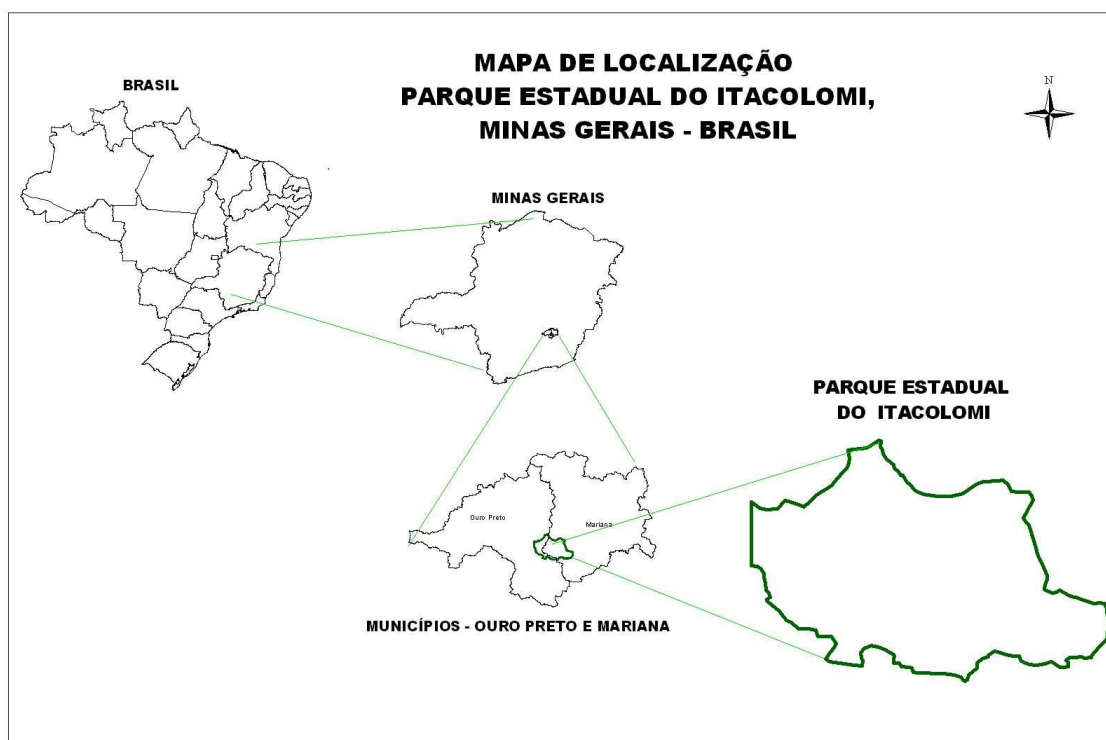 MAPA DE LOCALIZAÇÃO
PARQUE ESTADUAL DO ITACOLOMI,
MINAS GERAIS - BRASIL
N
BRASIL
MINAS GERAIS
PARQUE ESTADUAL
DO ITACOLOMI
Ouro Preto
Mariana
MUNICÍPIOS - OURO PRETO E MARIANA